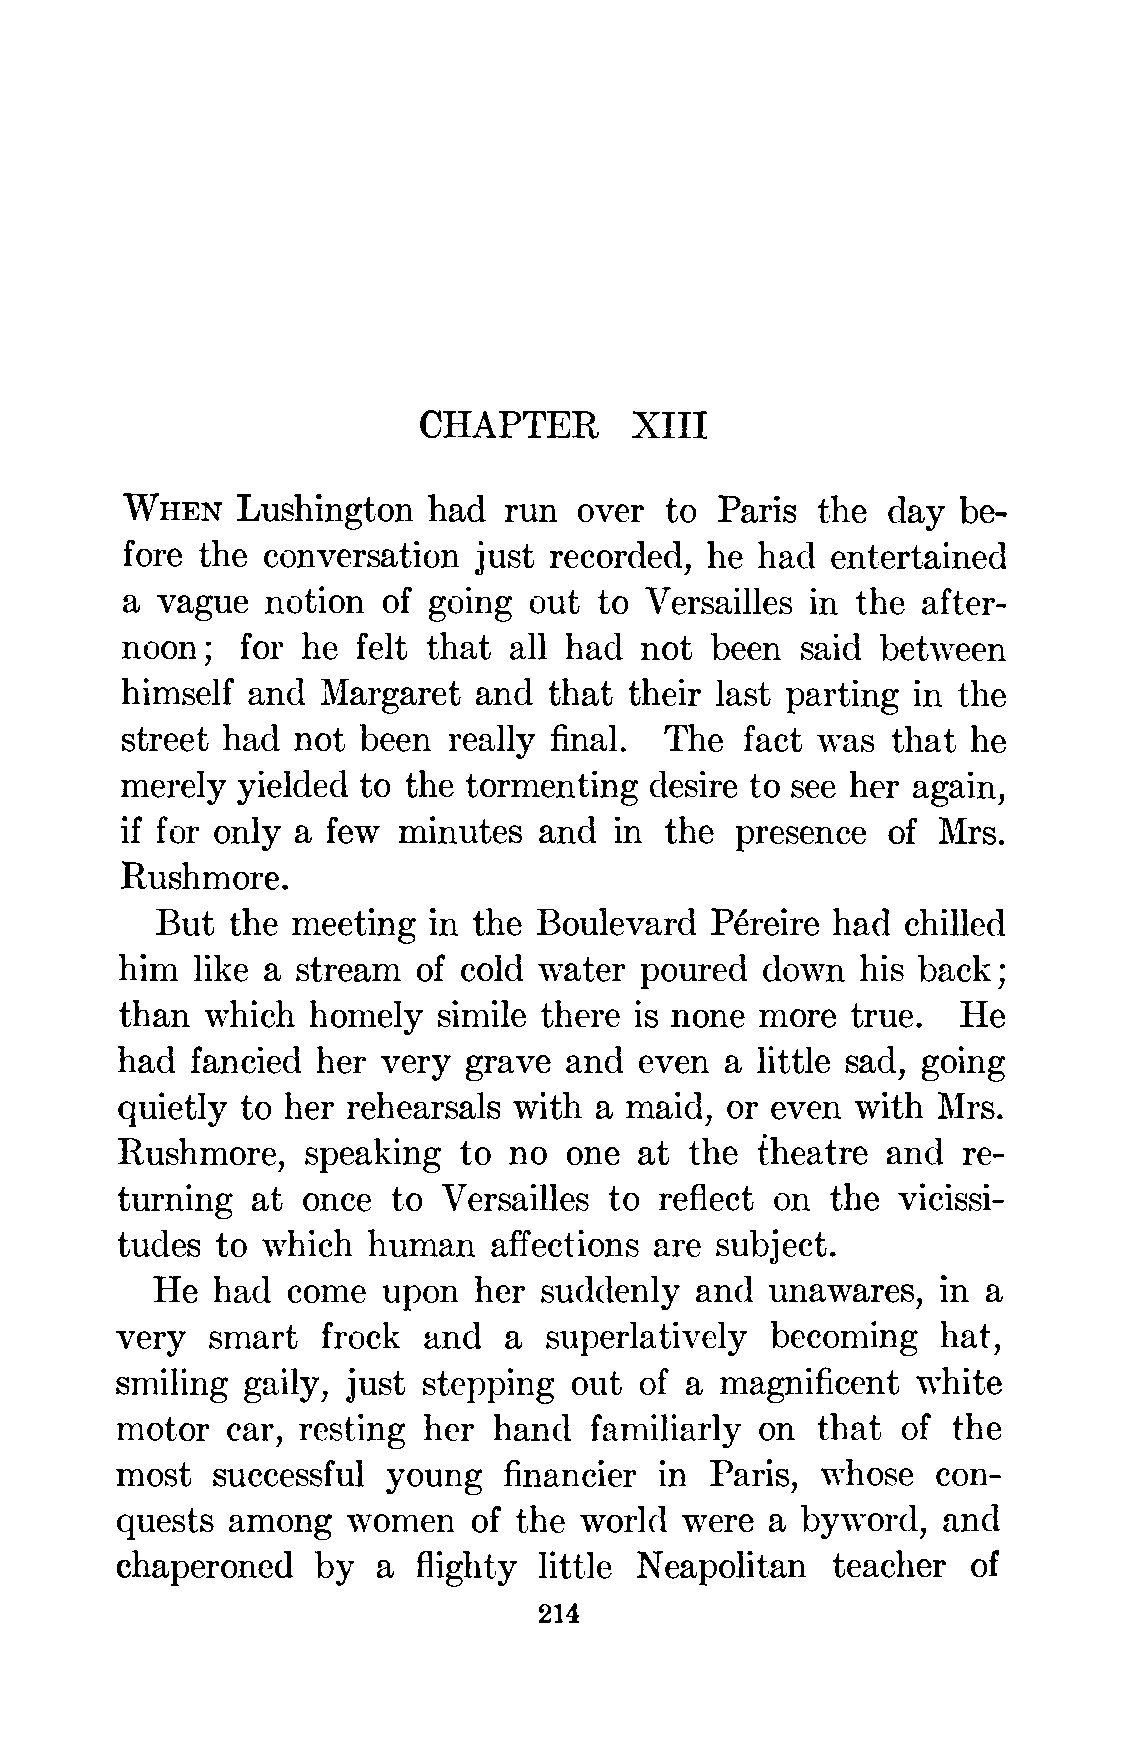 CHAPTER XIII
WHEN Lushington had run over to Paris the day be-
fore the conversation just recorded, he had entertained
a vague notion of going out to Versailles in the after-
noon; for he felt that all had not been said between
himself and Margaret and that their last parting in the
street had not been really final. The fact was that he
merely yielded to the tormenting desire to see her again,
if for only a few minutes and in the presence of Mrs.
Rushmore.
But the meeting in the Boulevard Péreire had chilled
him like a stream of cold water poured down his back;
than which homely simile there is none more true. He
had fancied her very grave and even a little sad, going
quietly to her rehearsals with a maid, or even with Mrs.
Rushmore, speaking to no one at the theatre and re-
turning at once to Versailles to reflect on the vicissi-
tudes to which human affections are subject.
He had come upon her suddenly and unawares, in a
very smart frock and a superlatively becoming hat,
smiling gaily, just stepping out of a magnificent white
motor car, resting her hand familiarly on that of the
most successful young financier in Paris, whose con-
quests among women of the world were a byword, and
chaperoned by a flighty little Neapolitan teacher of
214